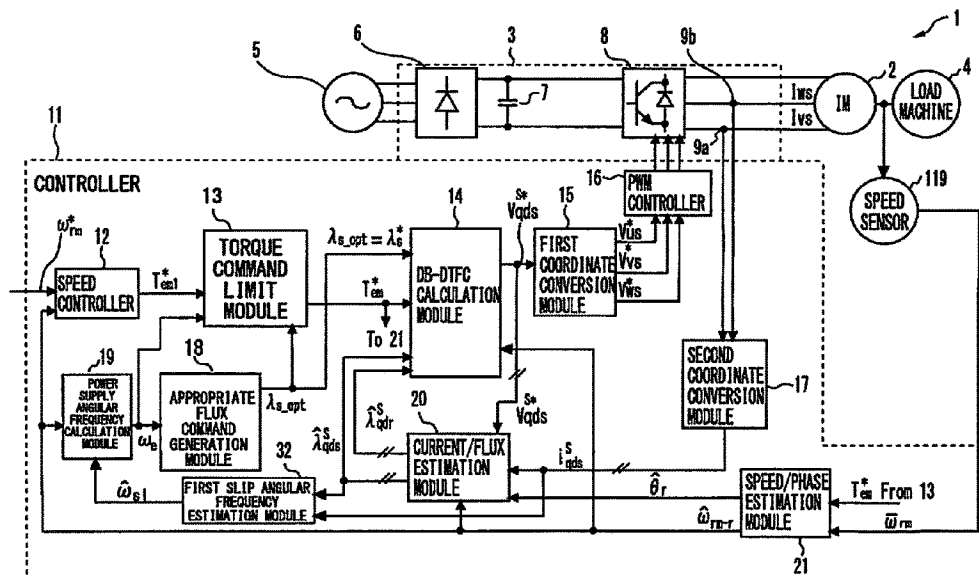 1
5
6
3
8
9b
2
4
7
Iws
Ivs
IM
LOAD
MACHINE
9a
11
CONTROLLER
16
PWM
CONTROLLER
119
SPEED
SENSOR
ω*rm
12
SPEED
CONTROLLER
T*em1
13
TORQUE
COMMAND
LIMIT
MODULE
λs_opt = λ*s
T*em
To 21
14
DB-DTFC
CALCULATION
MODULE
Vs*qds
15
FIRST
COORDINATE
CONVERSION
MODULE
V*us
V*vs
V*ws
SECOND
COORDINATE
CONVERSION
MODULE
17
19
POWER
SUPPLY
ANGULAR
FREQUENCY
CALCULATION
MODULE
ωe
18
APPROPRIATE
FLUX
COMMAND
GENERATION
MODULE
λs_opt
λ̂sqdr
λ̂sqds
20
CURRENT/FLUX
ESTIMATION
MODULE
Vs*qds
isqds
θ̂r
32
FIRST SLIP ANGULAR
FREQUENCY
ESTIMATION MODULE
ω̂sl
ω̂rm-r
SPEED/PHASE
ESTIMATION
MODULE
21
T*em From 13
ω̅rm